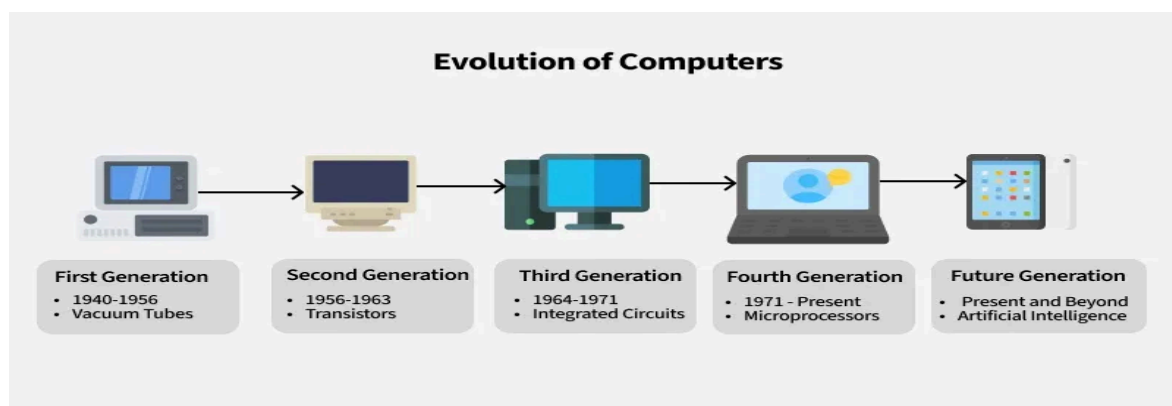 Evolution of Computers
First Generation
• 1940-1956
• Vacuum Tubes
Second Generation
• 1956-1963
• Transistors
Third Generation
• 1964-1971
• Integrated Circuits
Fourth Generation
• 1971 - Present
• Microprocessors
Future Generation
• Present and Beyond
• Artificial Intelligence